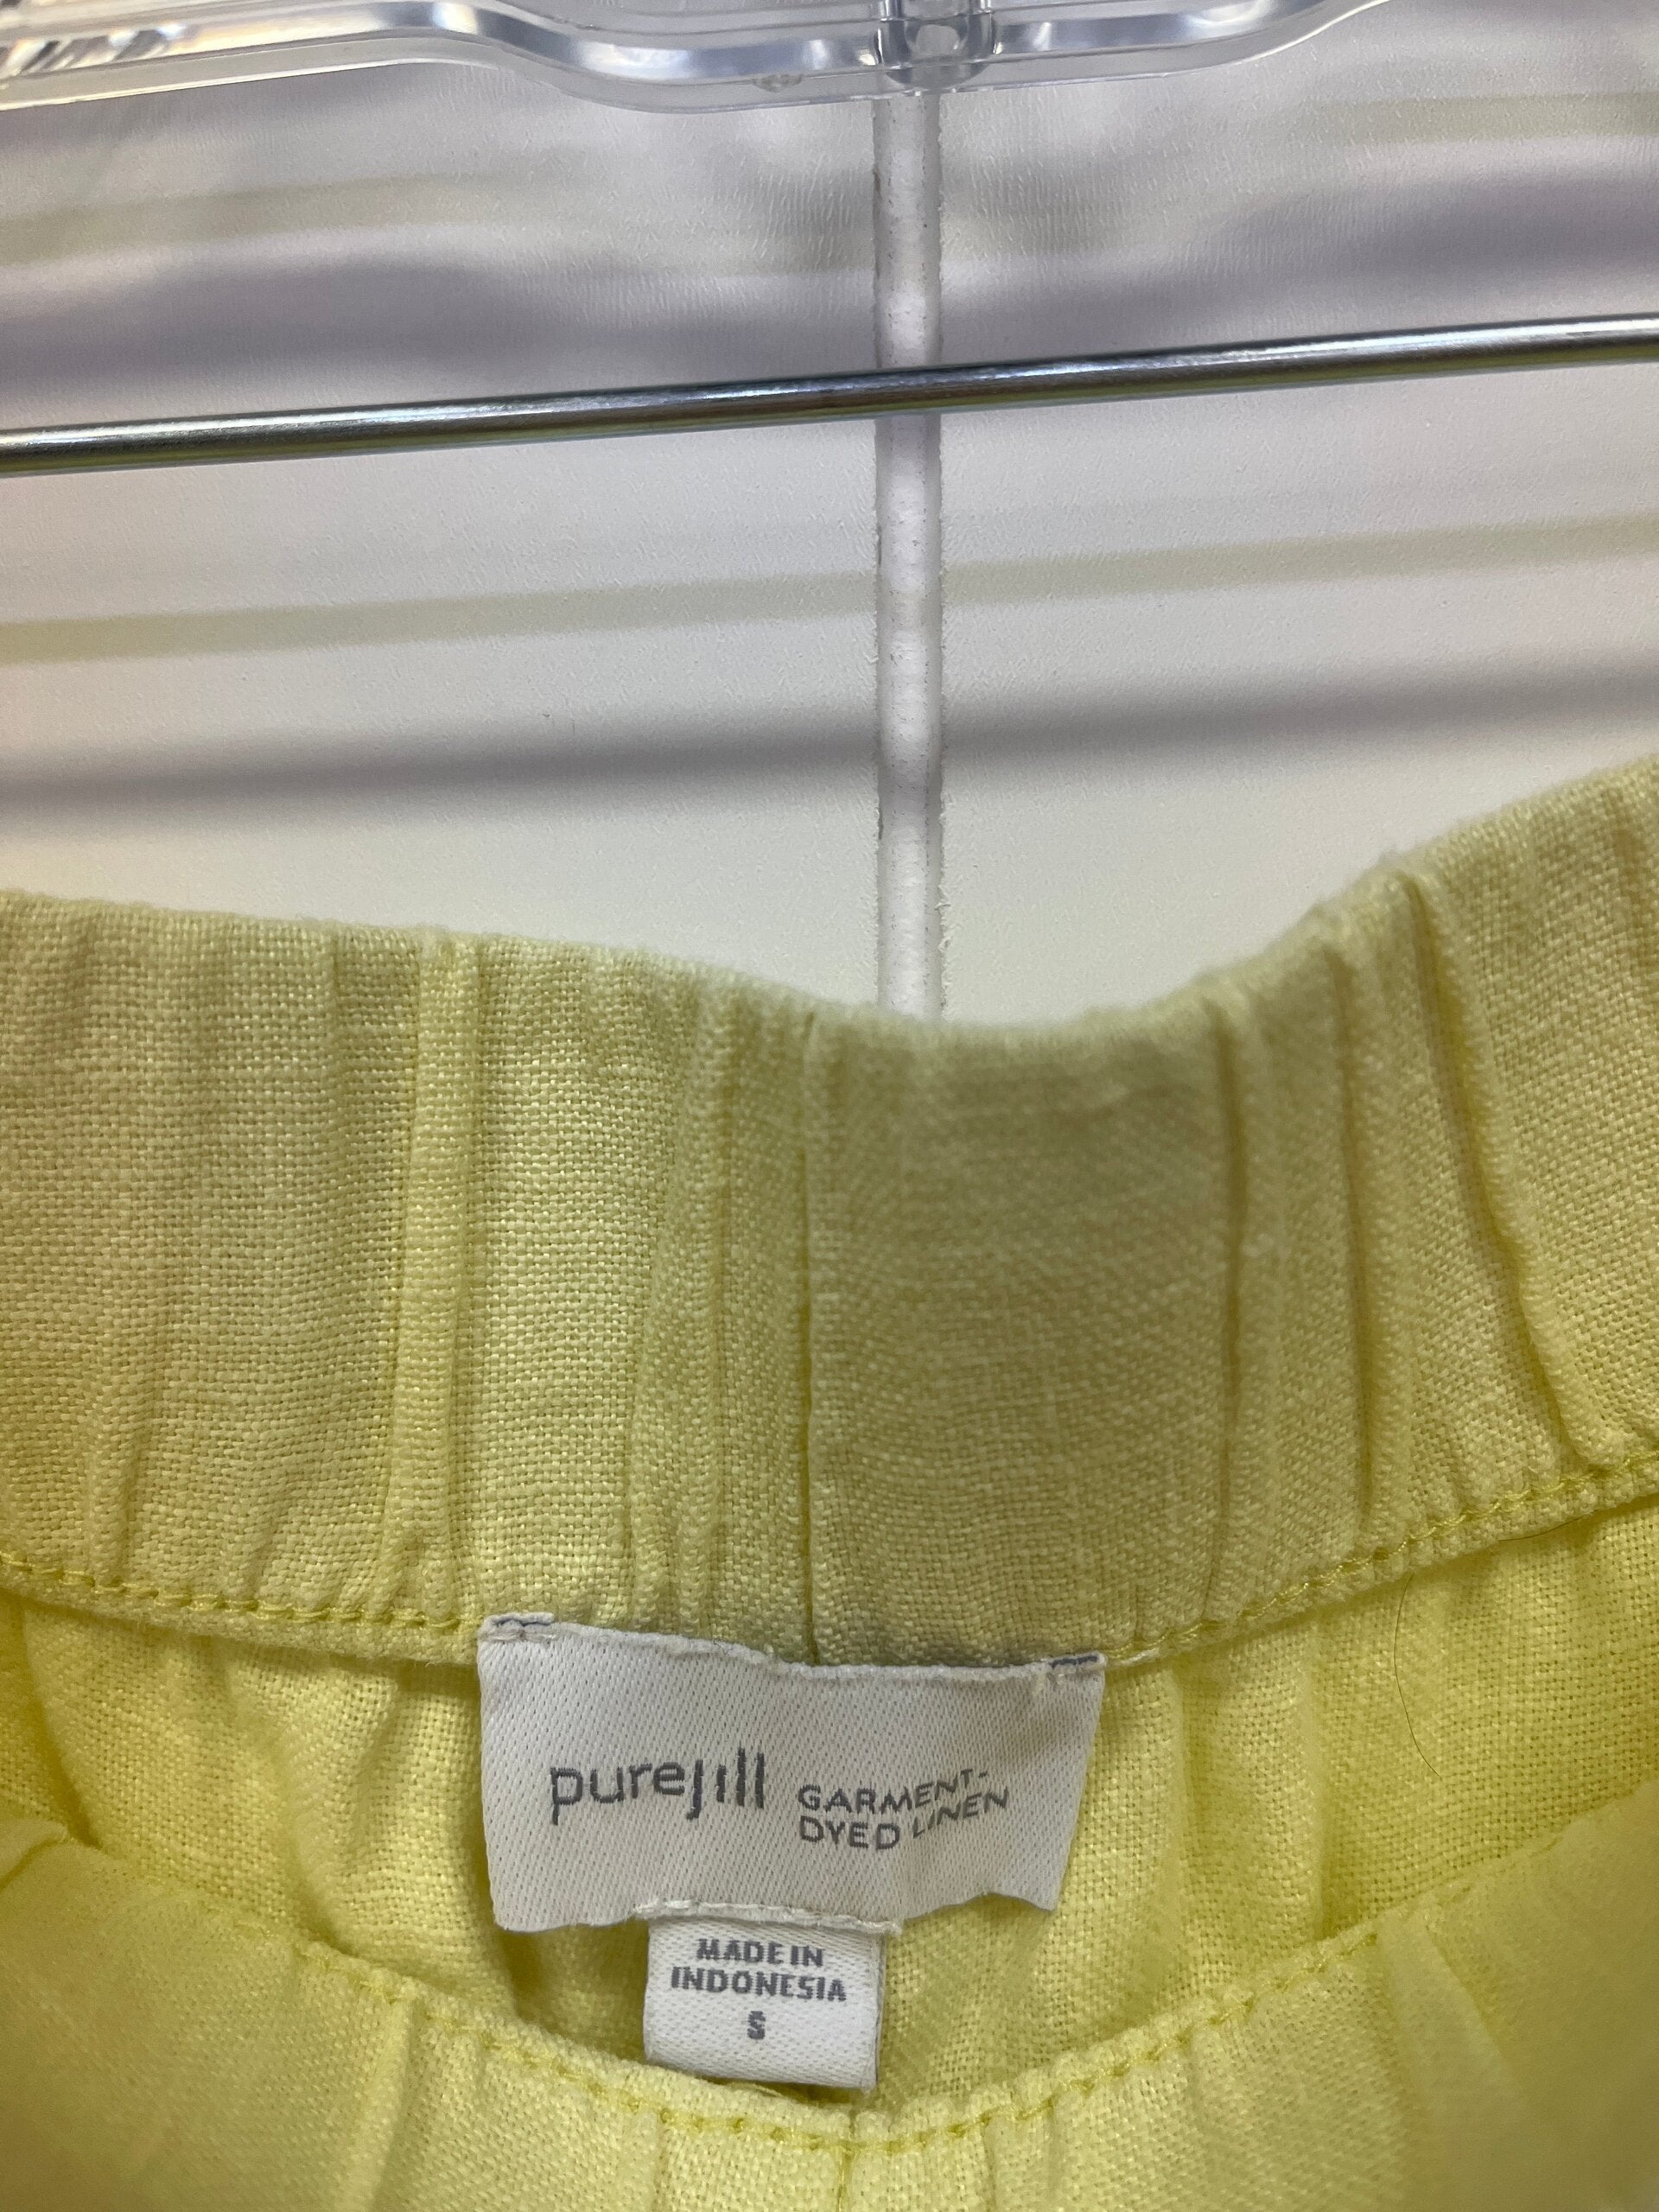 purejill
GARMENT-
DYED LINEN
MADE IN
INDONESIA
S